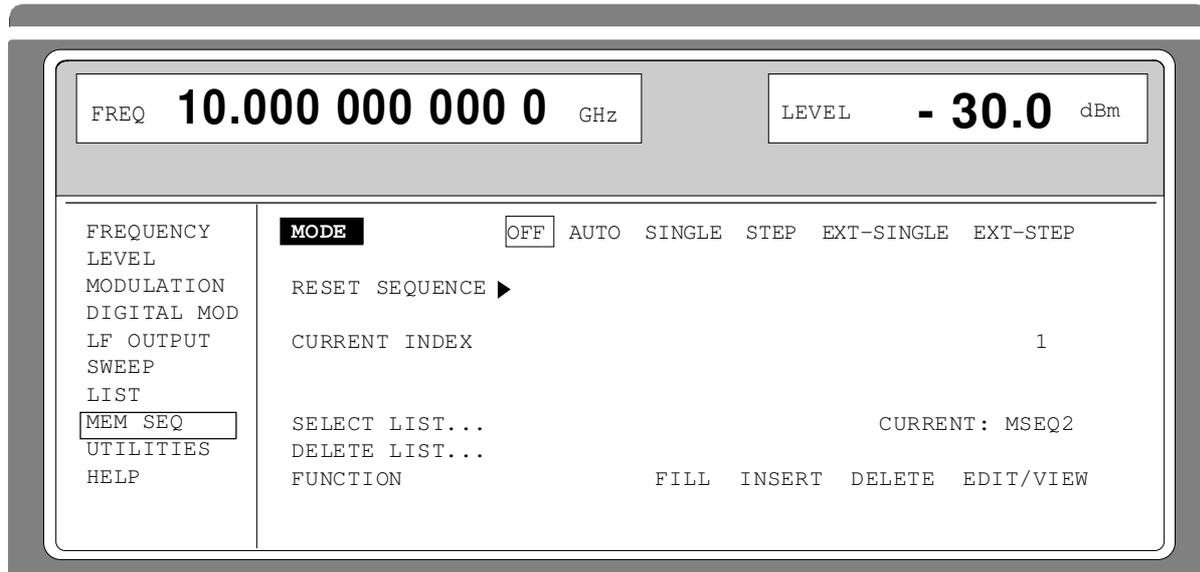 FREQ 10.000 000 000 0 GHz LEVEL - 30.0 dBm
FREQUENCY MODE OFF AUTO SINGLE STEP EXT-SINGLE EXT-STEP
LEVEL
MODULATION RESET SEQUENCE
DIGITAL MOD
LF OUTPUT CURRENT INDEX 1
SWEEP
LIST
MEM SEQ SELECT LIST... CURRENT: MSEQ2
UTILITIES DELETE LIST...
HELP FUNCTION FILL INSERT DELETE EDIT/VIEW